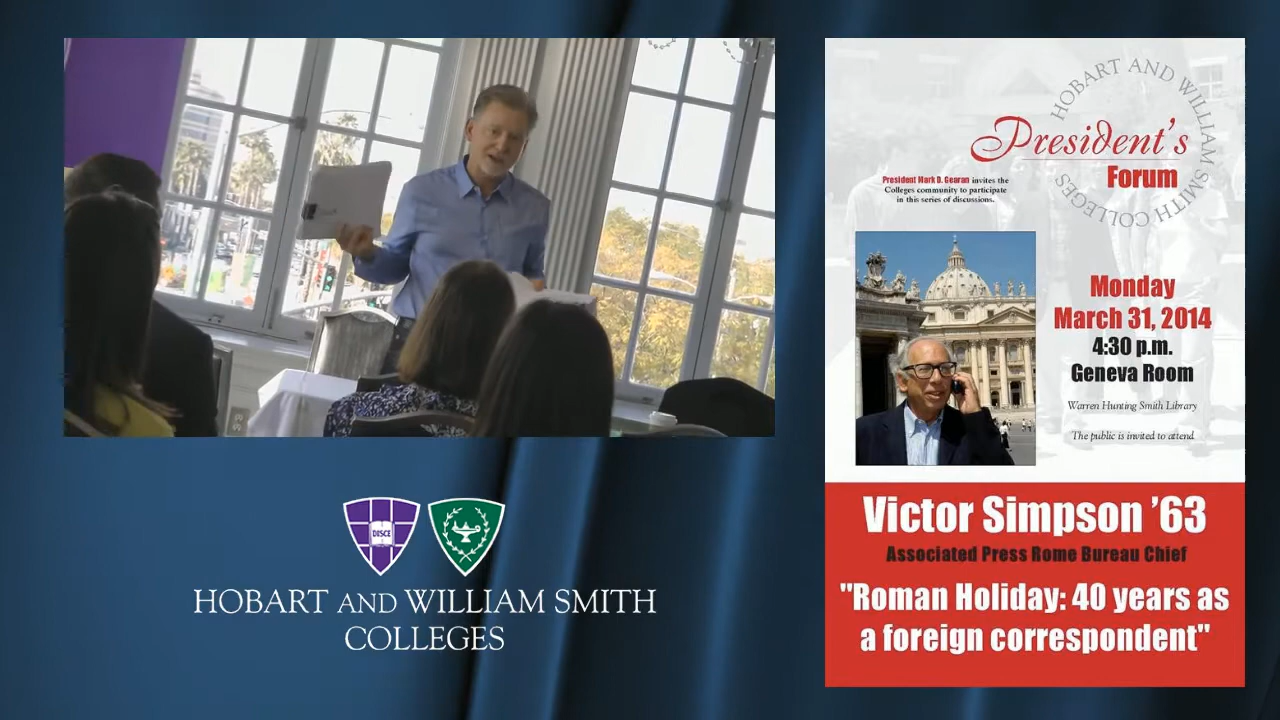 HOBART AND WILLIAM SMITH COLLEGES
President's
Forum
President Mark D. Gearan invites the
Colleges community to participate
in this series of discussions.
Monday
March 31, 2014
4:30 p.m.
Geneva Room
Warren Hunting Smith Library
The public is invited to attend
Victor Simpson ’63
Associated Press Rome Bureau Chief
"Roman Holiday: 40 years as
a foreign correspondent"
DISCE
HOBART AND WILLIAM SMITH
COLLEGES